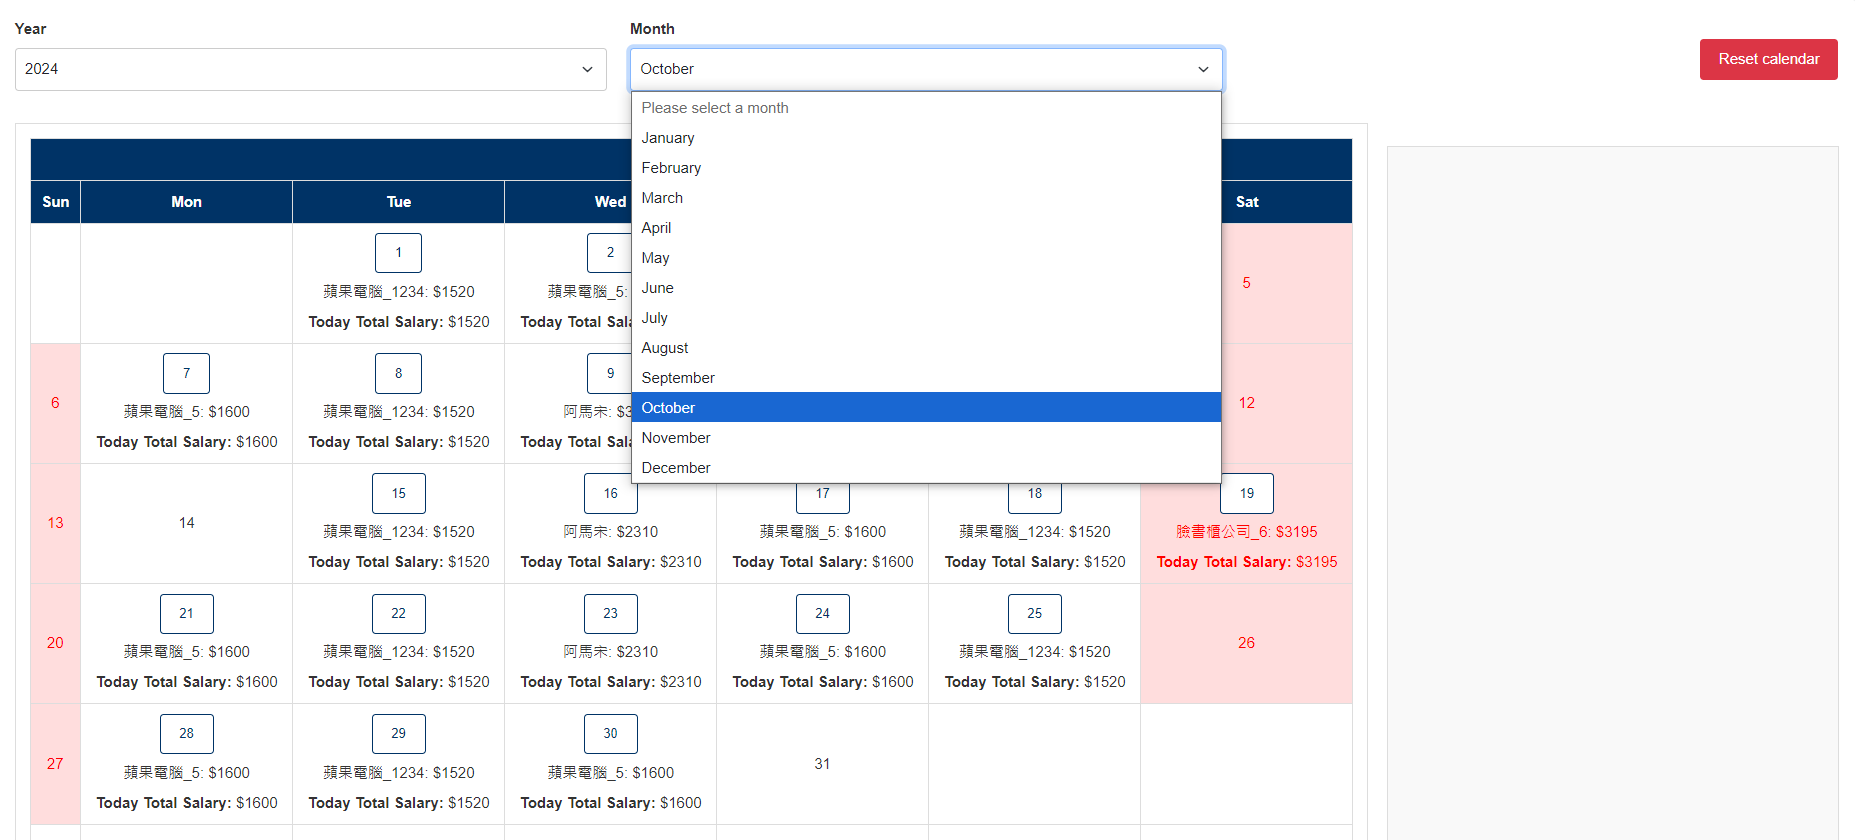 Year
Month
2024
October
Reset calendar
Please select a month
January
February
March
April
May
June
July
August
September
October
November
December
Sun Mon Tue Wed Sat
1 2 5
蘋果電腦_1234: $1520 蘋果電腦_5:
Today Total Salary: $1520 Today Total
6 7 8 9 12
蘋果電腦_5: $1600 蘋果電腦_1234: $1520 阿馬宋:
Today Total Salary: $1600 Today Total Salary: $1520 Today Total
13 14 15 16 17 18 19
蘋果電腦_1234: $1520 阿馬宋: $2310 蘋果電腦_5: $1600 蘋果電腦_1234: $1520 臉書櫃公司_6: $3195
Today Total Salary: $1520 Today Total Salary: $2310 Today Total Salary: $1600 Today Total Salary: $1520 Today Total Salary: $3195
20 21 22 23 24 25 26
蘋果電腦_5: $1600 蘋果電腦_1234: $1520 阿馬宋: $2310 蘋果電腦_5: $1600 蘋果電腦_1234: $1520
Today Total Salary: $1600 Today Total Salary: $1520 Today Total Salary: $2310 Today Total Salary: $1600 Today Total Salary: $1520
27 28 29 30 31
蘋果電腦_5: $1600 蘋果電腦_1234: $1520 蘋果電腦_5: $1600
Today Total Salary: $1600 Today Total Salary: $1520 Today Total Salary: $1600